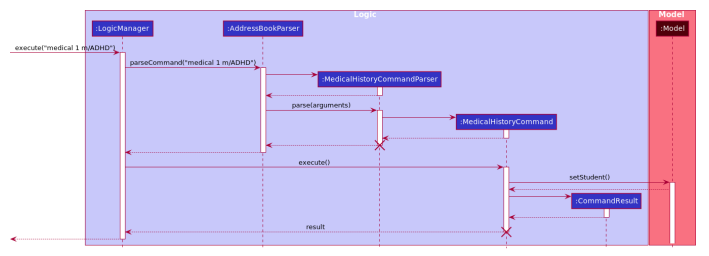 Logic
Model
:LogicManager
:AddressBookParser
:Model
execute("medical 1 m/ADHD")
parseCommand("medical 1 m/ADHD")
:MedicalHistoryCommandParser
parse(arguments)
:MedicalHistoryCommand
execute()
setStudent()
:CommandResult
result